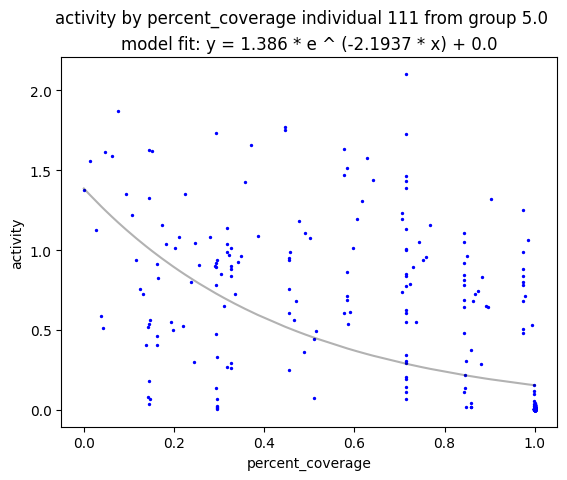 activity by percent_coverage individual 111 from group 5.0
model fit: y = 1.386 * e ^ (-2.1937 * x) + 0.0
2.0
1.5
1.0
0.5
0.0
activity
0.0 0.2 0.4 0.6 0.8 1.0
percent_coverage